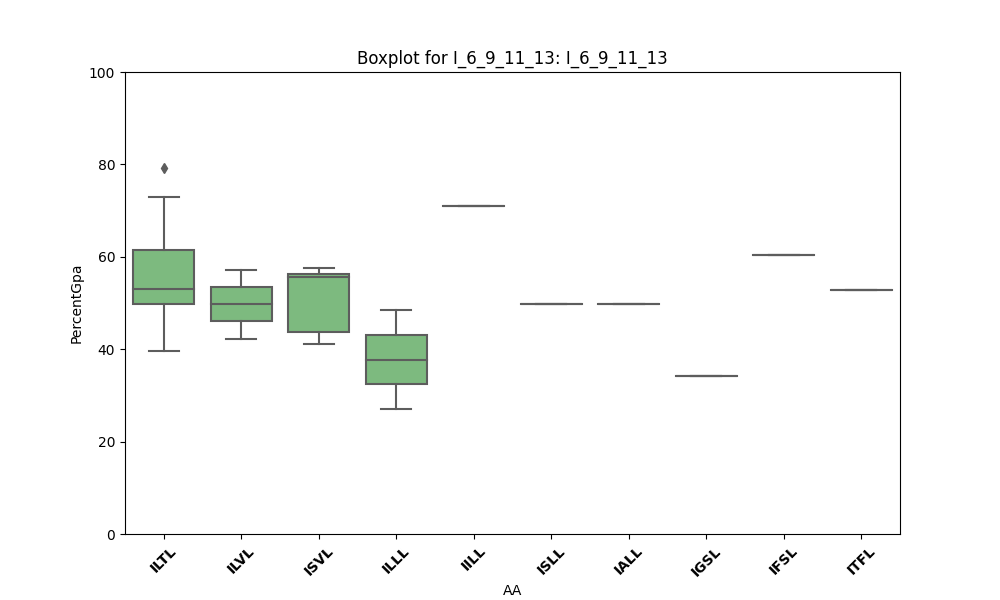 Boxplot for I_6_9_11_13: I_6_9_11_13
100
80
60
40
20
0
PercentGpa
ILTL
ILVL
ISVL
ILLL
IILL
ISLL
IALL
IGSL
IFSL
ITFL
AA